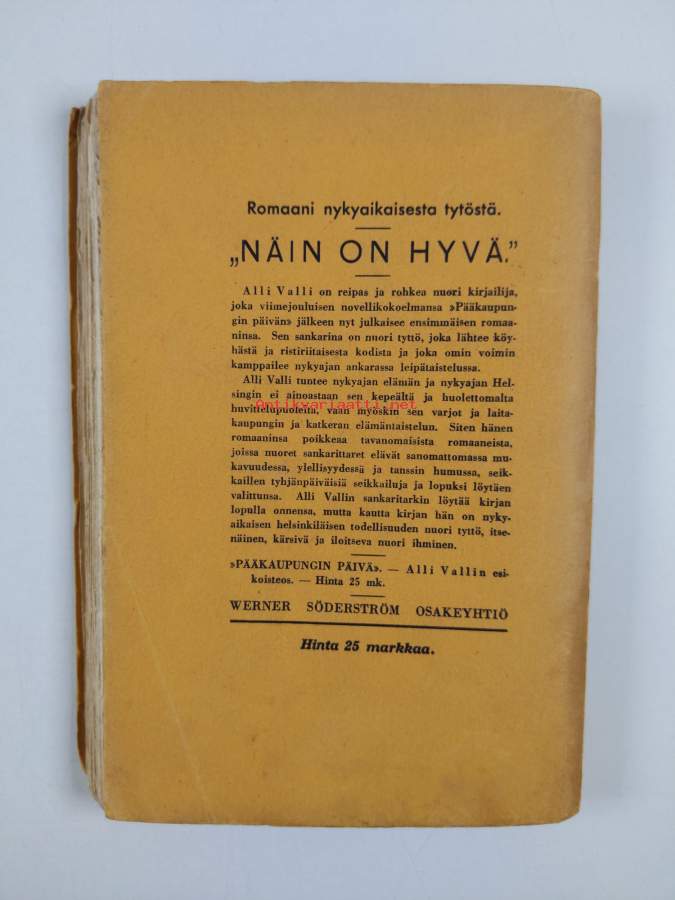 Romaani nykyaikaisesta tytöstä.
„NÄIN ON HYVÄ.”
Alli Valli on reipas ja rohkea nuori kirjailija,
joka viimejouluisen novellikokoelmansa »Pääkaupun-
gin päivän» jälkeen nyt julkaisee ensimmäisen romaa-
ninsa. Sen sankarina on nuori tyttö, joka lähtee köy-
hästä ja ristiriitaisesta kodista ja joka omin voimin
kamppailee nykyajan ankarassa leipätaistelussa.
Alli Valli tuntee nykyajan elämän ja nykyajan Hel-
singin ei ainoastaan sen kepeältä ja huolettomalta
Antikvariaatti.net
huvittelupuolelta, vaan myöskin sen varjot ja laita-
kaupungin ja katkeran elämäntaistelun. Siten hänen
romaaninsa poikkeaa tavanomaisista romaaneista,
joissa nuoret sankarittaret elävät sanomattomassa mu-
kavuudessa, ylellisyydessä ja tanssin humussa, seik-
kaillen tyhjänpäiväisiä seikkailuja ja lopuksi löytäen
valittunsa. Alli Vallin sankaritarkin löytää kirjan
lopulla onnensa, mutta kautta kirjan hän on nyky-
aikaisen helsinkiläisen todellisuuden nuori tyttö, itse-
näinen, kärsivä ja iloitseva nuori ihminen.
»PÄÄKAUPUNGIN PÄIVÄ». — Alli Vallin esi-
koisteos. — Hinta 25 mk.
WERNER SÖDERSTRÖM OSAKEYHTIÖ
Hinta 25 markkaa.